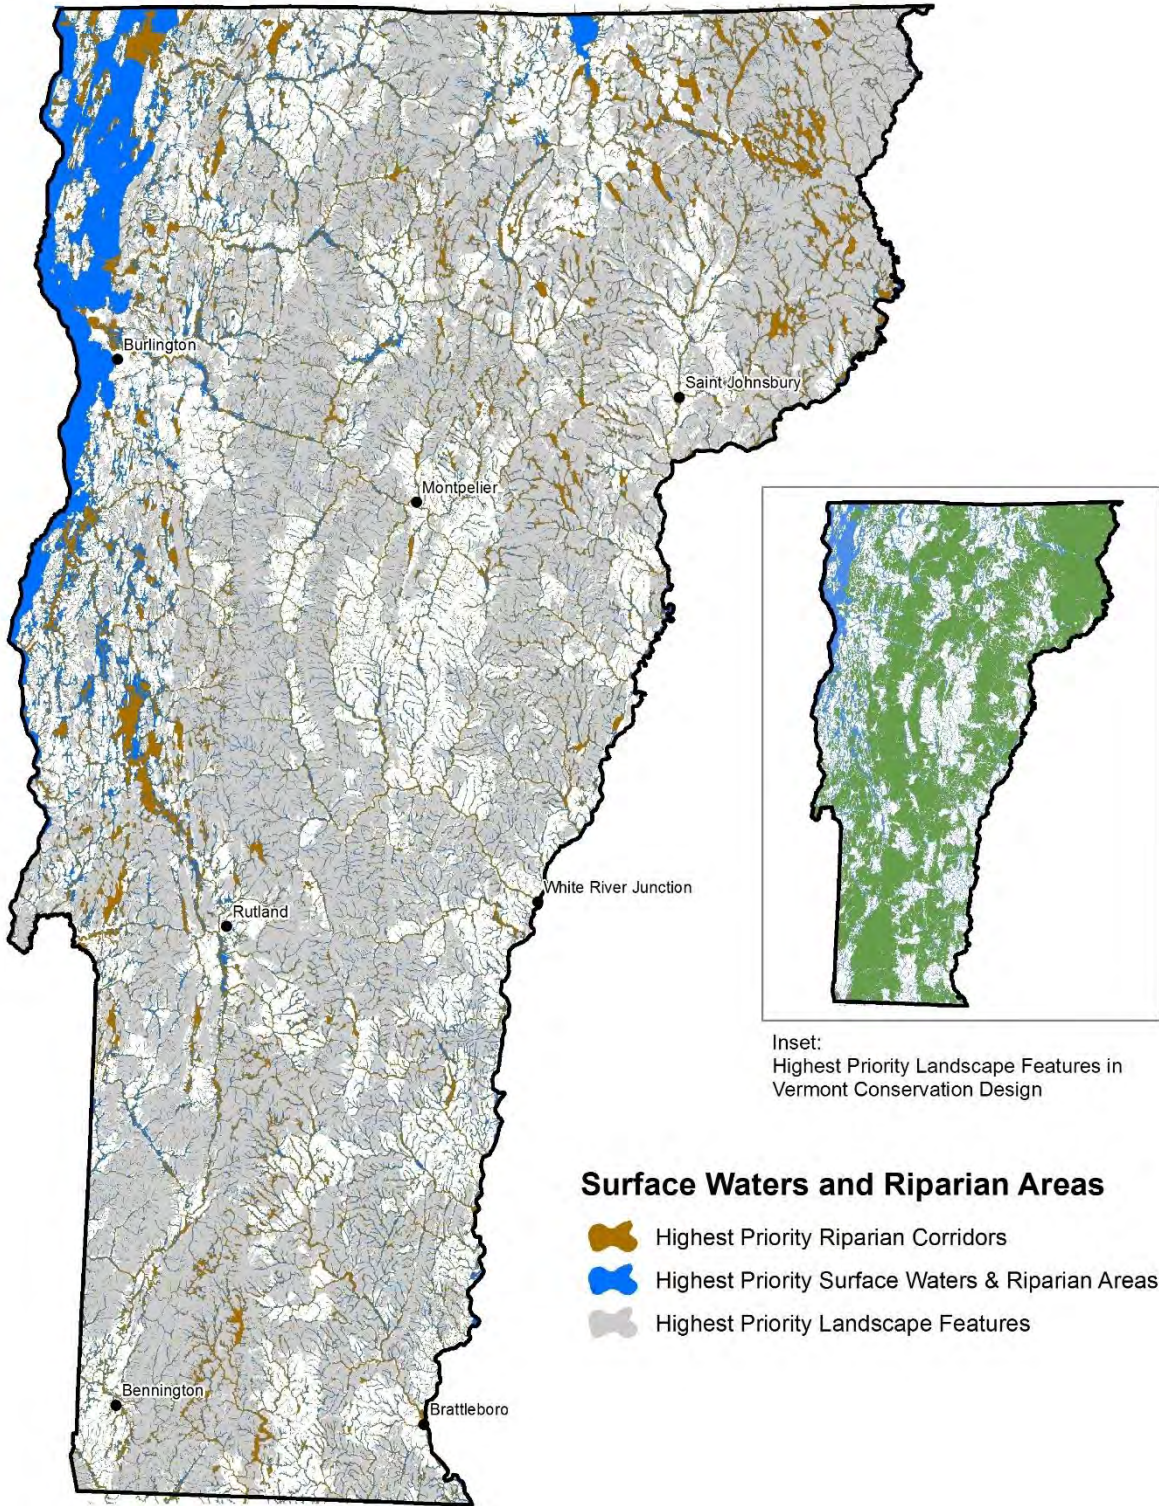 Burlington
Saint Johnsbury
Montpelier
White River Junction
Rutland
Inset:
Highest Priority Landscape Features in
Vermont Conservation Design
Surface Waters and Riparian Areas
Highest Priority Riparian Corridors
Highest Priority Surface Waters & Riparian Areas
Highest Priority Landscape Features
Bennington
Brattleboro